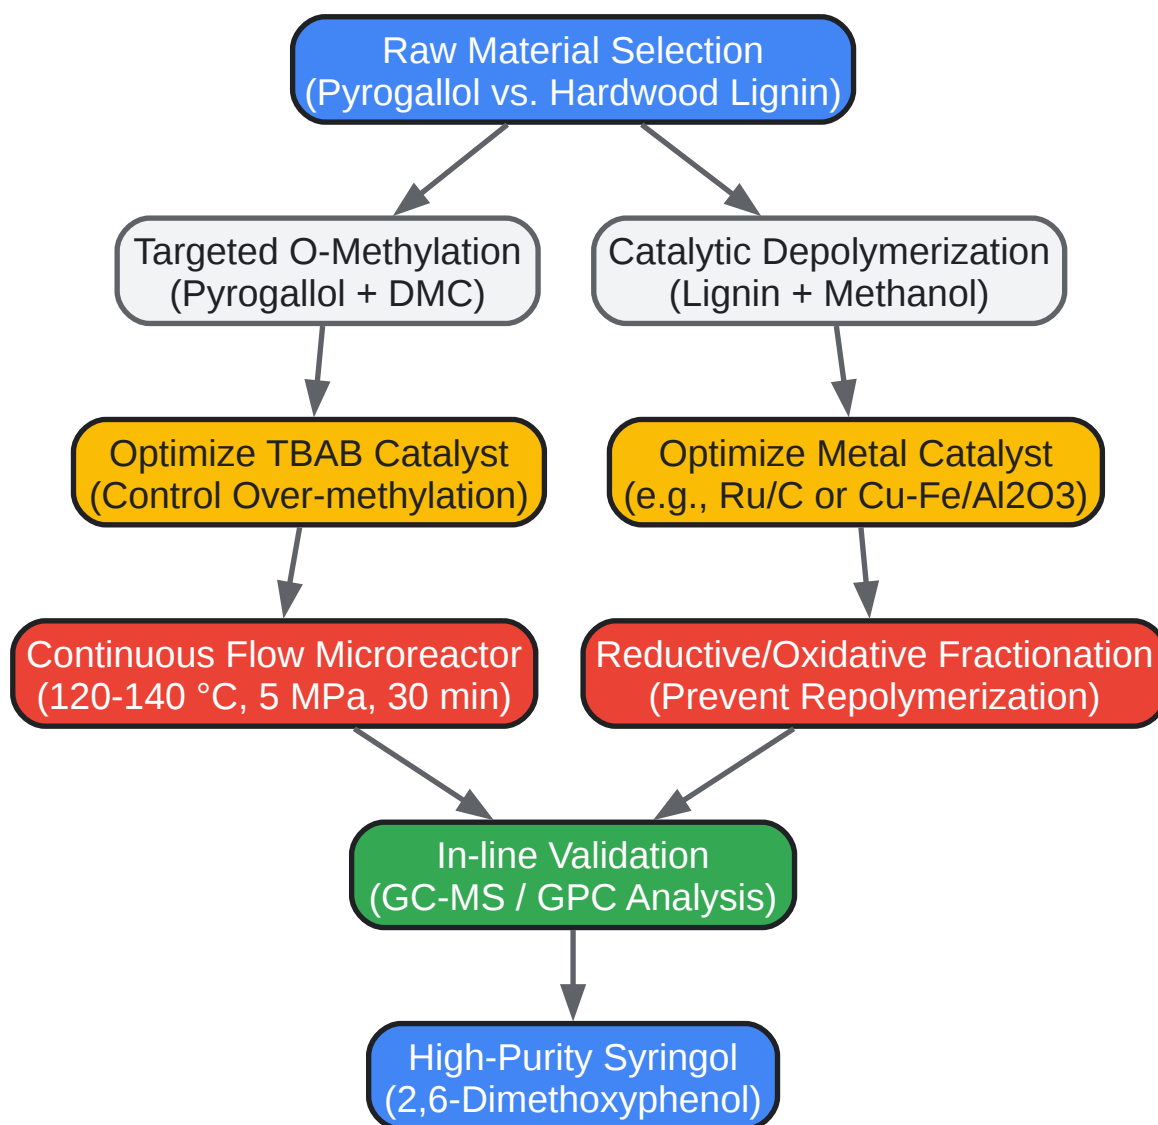 Raw Material Selection
(Pyrogallol vs. Hardwood Lignin)
Targeted O-Methylation
(Pyrogallol + DMC)
Catalytic Depolymerization
(Lignin + Methanol)
Optimize TBAB Catalyst
(Control Over-methylation)
Optimize Metal Catalyst
(e.g., Ru/C or Cu-Fe/Al2O3)
Continuous Flow Microreactor
(120-140 °C, 5 MPa, 30 min)
Reductive/Oxidative Fractionation
(Prevent Repolymerization)
In-line Validation
(GC-MS / GPC Analysis)
High-Purity Syringol
(2,6-Dimethoxyphenol)